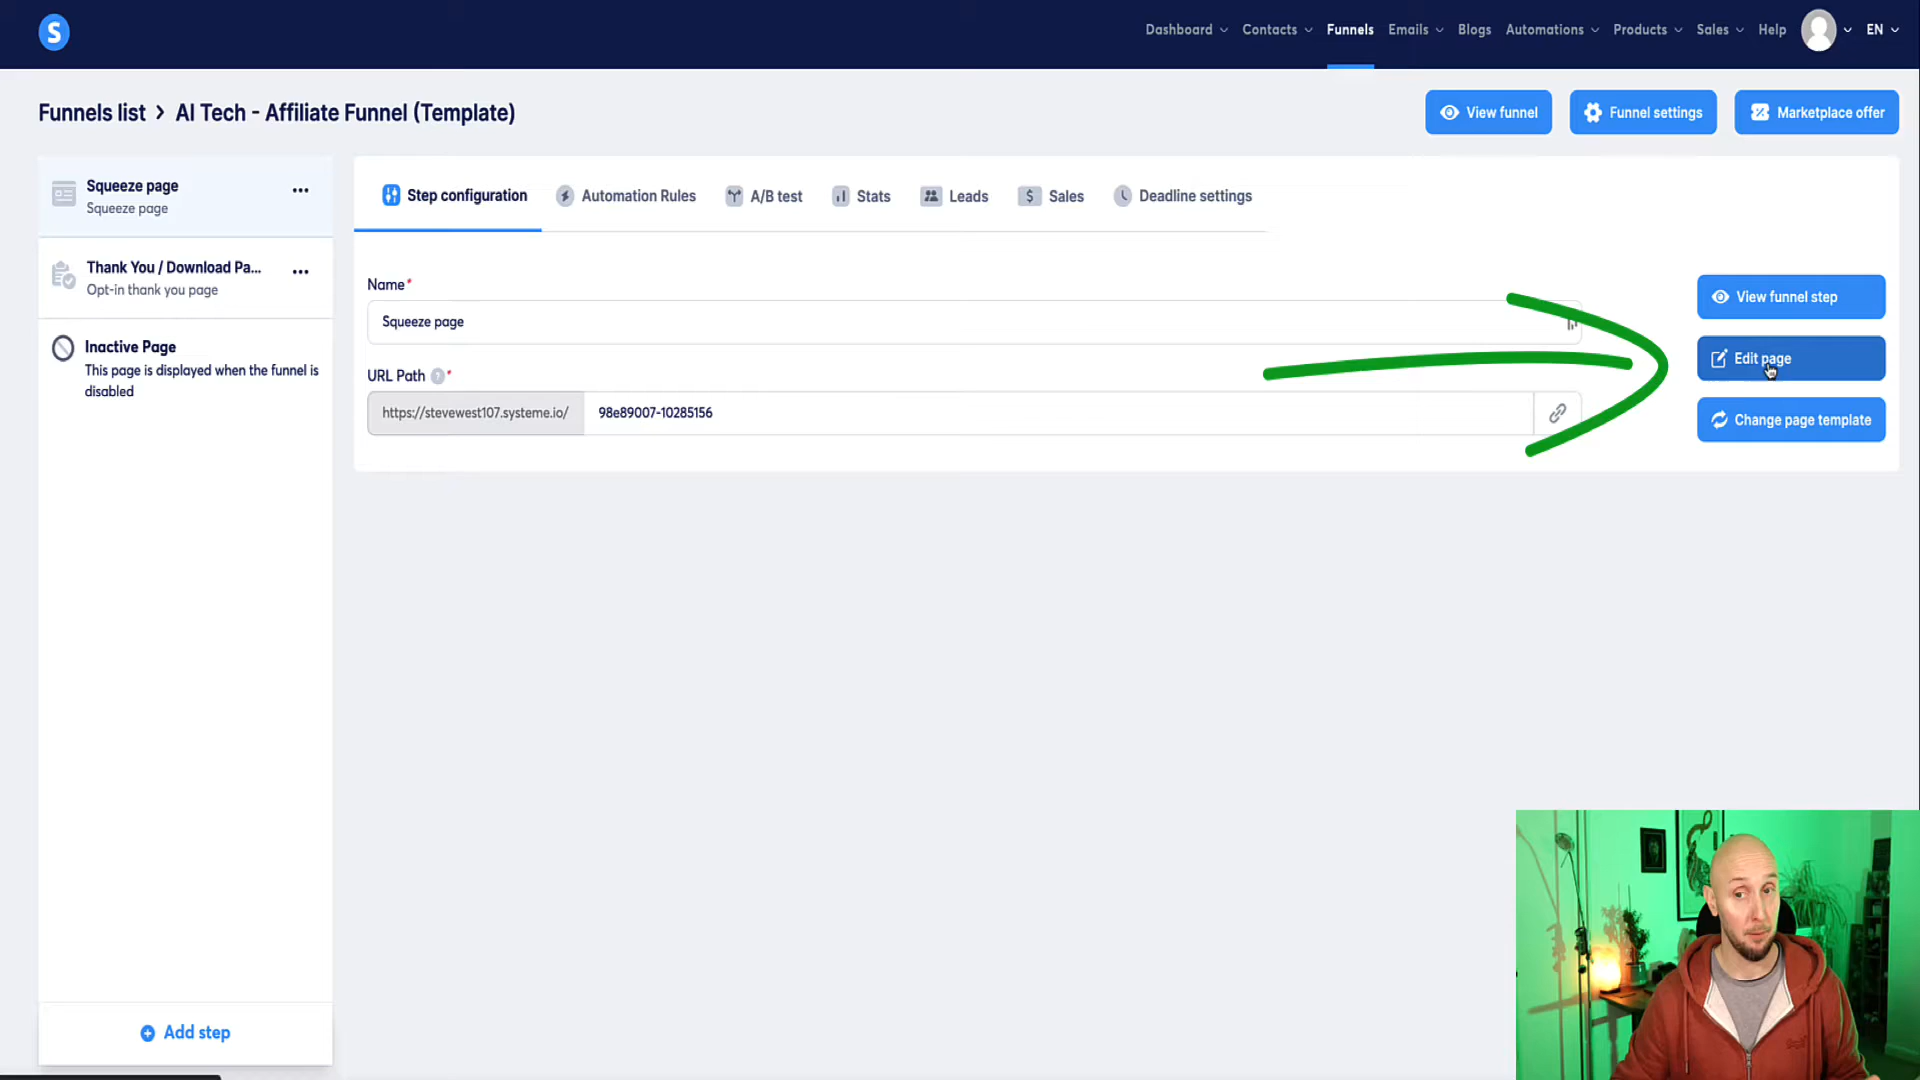 S
Dashboard
Contacts
Funnels
Emails
Blogs
Automations
Products
Sales
Help
EN
Funnels list > AI Tech - Affiliate Funnel (Template)
View funnel
Funnel settings
Marketplace offer
Squeeze page
Squeeze page
Thank You / Download Pa...
Opt-in thank you page
Inactive Page
This page is displayed when the funnel is
disabled
Add step
Step configuration
Automation Rules
A/B test
Stats
Leads
Sales
Deadline settings
Name*
Squeeze page
URL Path ? *
https://stevewest107.systeme.io/
98e89007-10285156
View funnel step
Edit page
Change page template